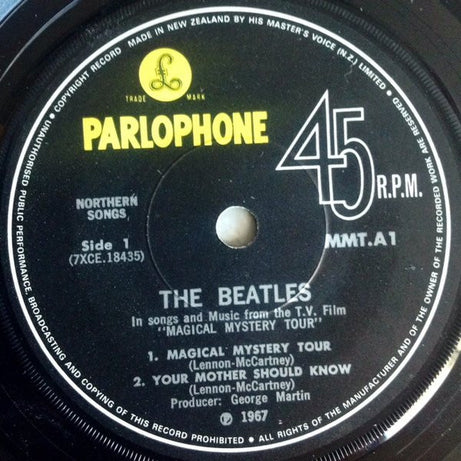 MADE IN NEW ZEALAND BY HIS MASTER'S VOICE (N.Z.) LIMITED • ALL RIGHTS OF THE MANUFACTURER AND OF THE OWNER OF THE RECORDED WORK ARE RESERVED
• COPYRIGHT RECORD • UNAUTHORISED PUBLIC PERFORMANCE, BROADCASTING AND COPYING OF THIS RECORD PROHIBITED •
£
TRADE MARK
PARLOPHONE
45
R.P.M.
NORTHERN
SONGS
Side 1
(7XCE.18435)
MMT.A1
THE BEATLES
In songs and Music from the T.V. Film
"MAGICAL MYSTERY TOUR"
1. MAGICAL MYSTERY TOUR
(Lennon-McCartney)
2. YOUR MOTHER SHOULD KNOW
(Lennon-McCartney)
Producer: George Martin
℗ 1967